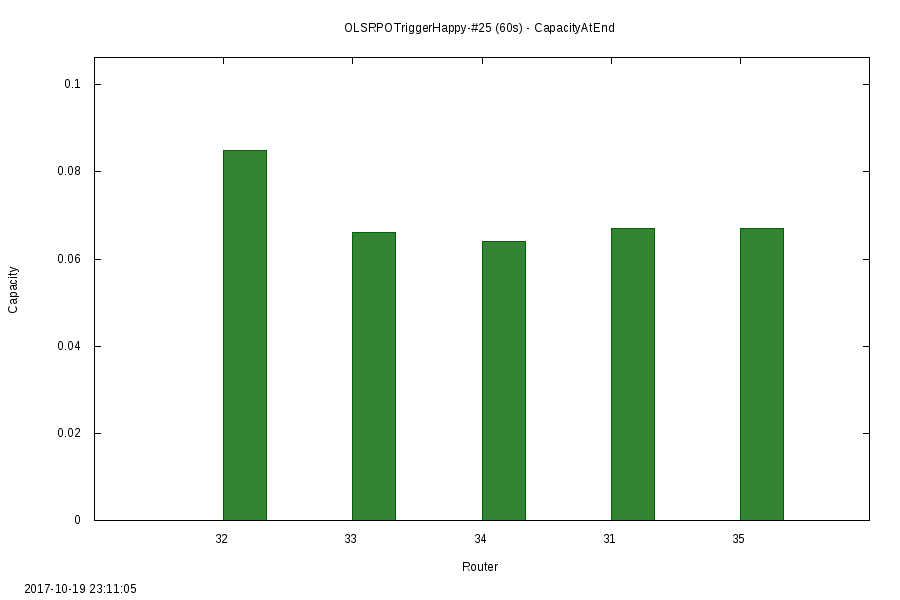 OLSRPOTriggerHappy-#25 (60s) - CapacityAtEnd
0.1
0.08
0.06
0.04
0.02
0
Capacity
32 33 34 31 35
Router
2017-10-19 23:11:05